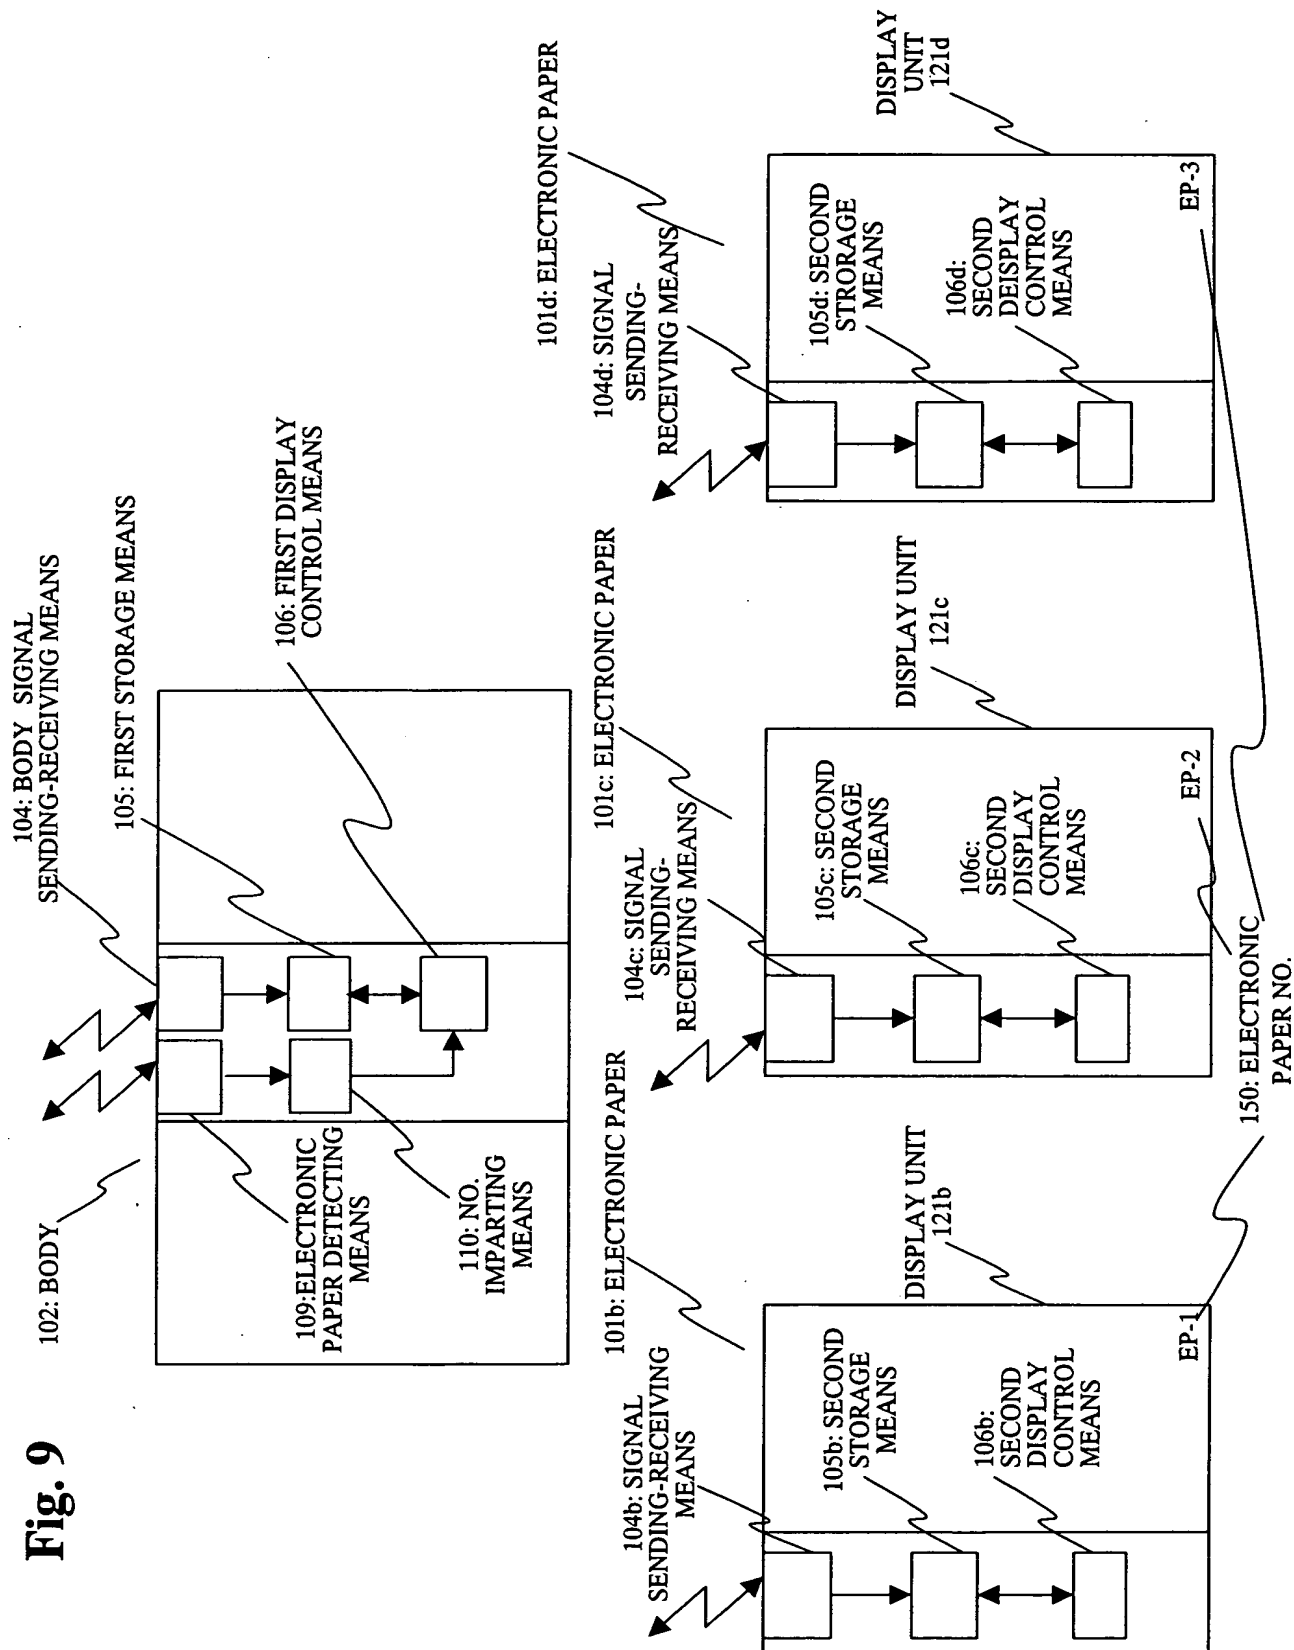 Fig. 9
102: BODY
104: BODY SIGNAL
SENDING-RECEIVING MEANS
105: FIRST STORAGE MEANS
106: FIRST DISPLAY
CONTROL MEANS
109:ELECTRONIC
PAPER DETECTING
MEANS
110: NO.
IMPARTING
MEANS
104b: SIGNAL
SENDING-RECEIVING
MEANS
101b: ELECTRONIC PAPER
105b: SECOND
STORAGE
MEANS
106b:
SECOND
DISPLAY
CONTROL
MEANS
EP-1
DISPLAY UNIT
121b
104c: SIGNAL
SENDING-
RECEIVING MEANS
101c: ELECTRONIC PAPER
105c: SECOND
STORAGE
MEANS
106c:
SECOND
DISPLAY
CONTROL
MEANS
EP-2
DISPLAY UNIT
121c
104d: SIGNAL
SENDING-
RECEIVING MEANS
101d: ELECTRONIC PAPER
105d: SECOND
STRORAGE
MEANS
106d:
SECOND
DEISPLAY
CONTROL
MEANS
EP-3
DISPLAY
UNIT
121d
150: ELECTRONIC
PAPER NO.